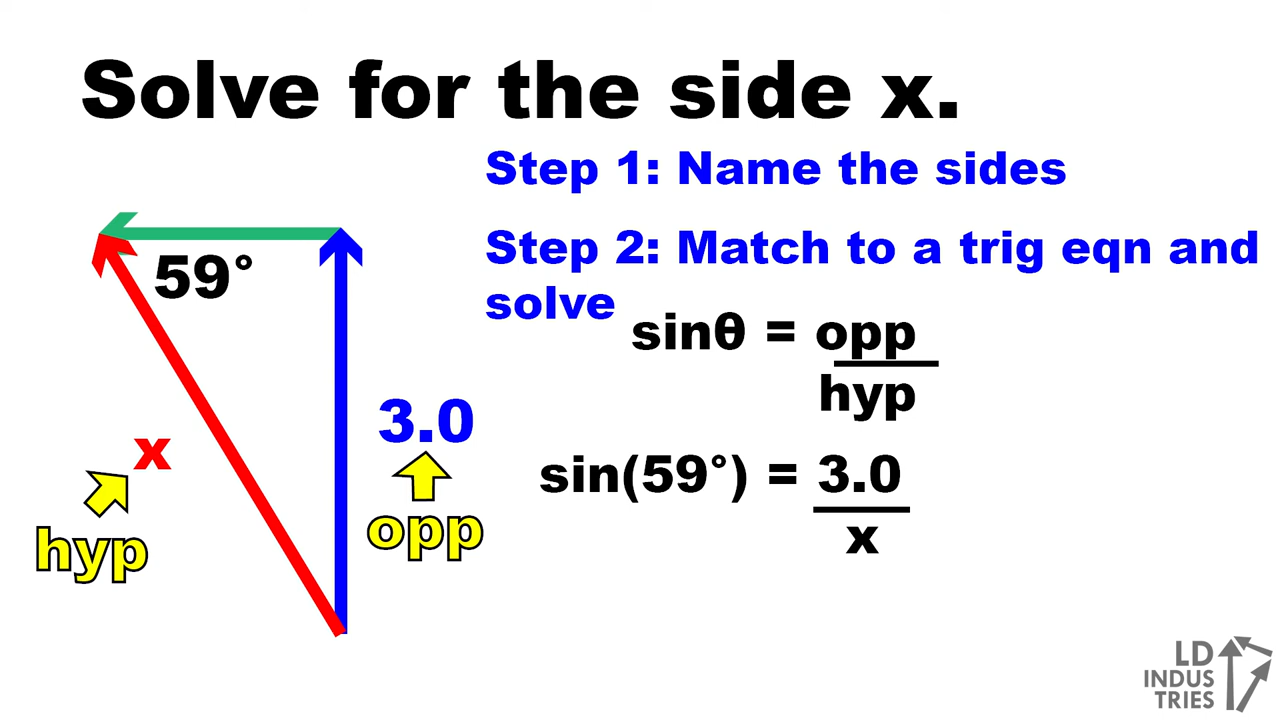 Solve for the side x.
Step 1: Name the sides
Step 2: Match to a trig eqn and
solve
59°
sinθ = opp
hyp
3.0
x
sin(59°) = 3.0
x
opp
hyp
LD
INDUS
TRIES